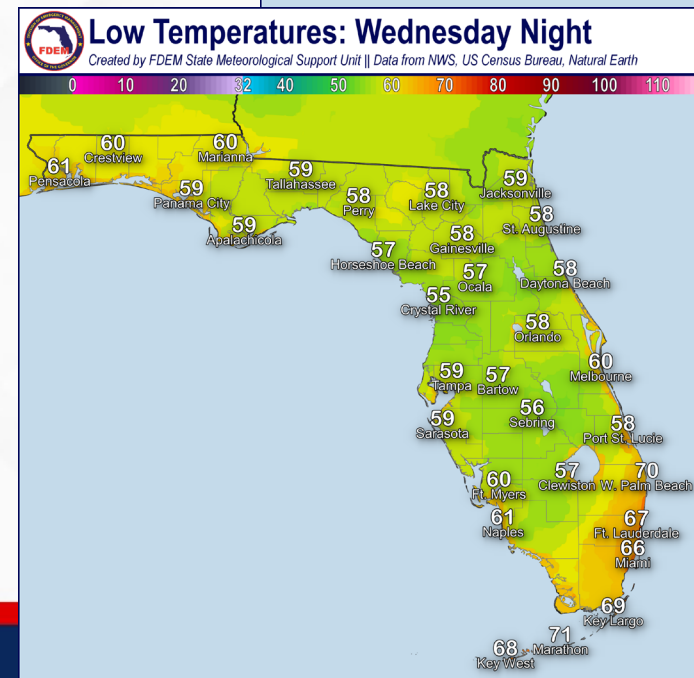 FDEM
Low Temperatures: Wednesday Night
Created by FDEM State Meteorological Support Unit || Data from NWS, US Census Bureau, Natural Earth
0 10 20 32 40 50 60 70 80 90 100 110
60
Crestview
60
Marianna
61
Pensacola
59
Tallahassee
59
Panama City
58
Perry
58
Lake City
59
Jacksonville
59
Apalachicola
58
St. Augustine
58
Gainesville
57
Horseshoe Beach
57
Ocala
58
Daytona Beach
55
Crystal River
58
Orlando
60
Melbourne
59
Tampa
57
Bartow
56
Sebring
59
Sarasota
58
Port St. Lucie
60
Ft. Myers
57
Clewiston
70
W. Palm Beach
61
Naples
67
Ft. Lauderdale
66
Miami
69
Key Largo
71
Marathon
68
Key West